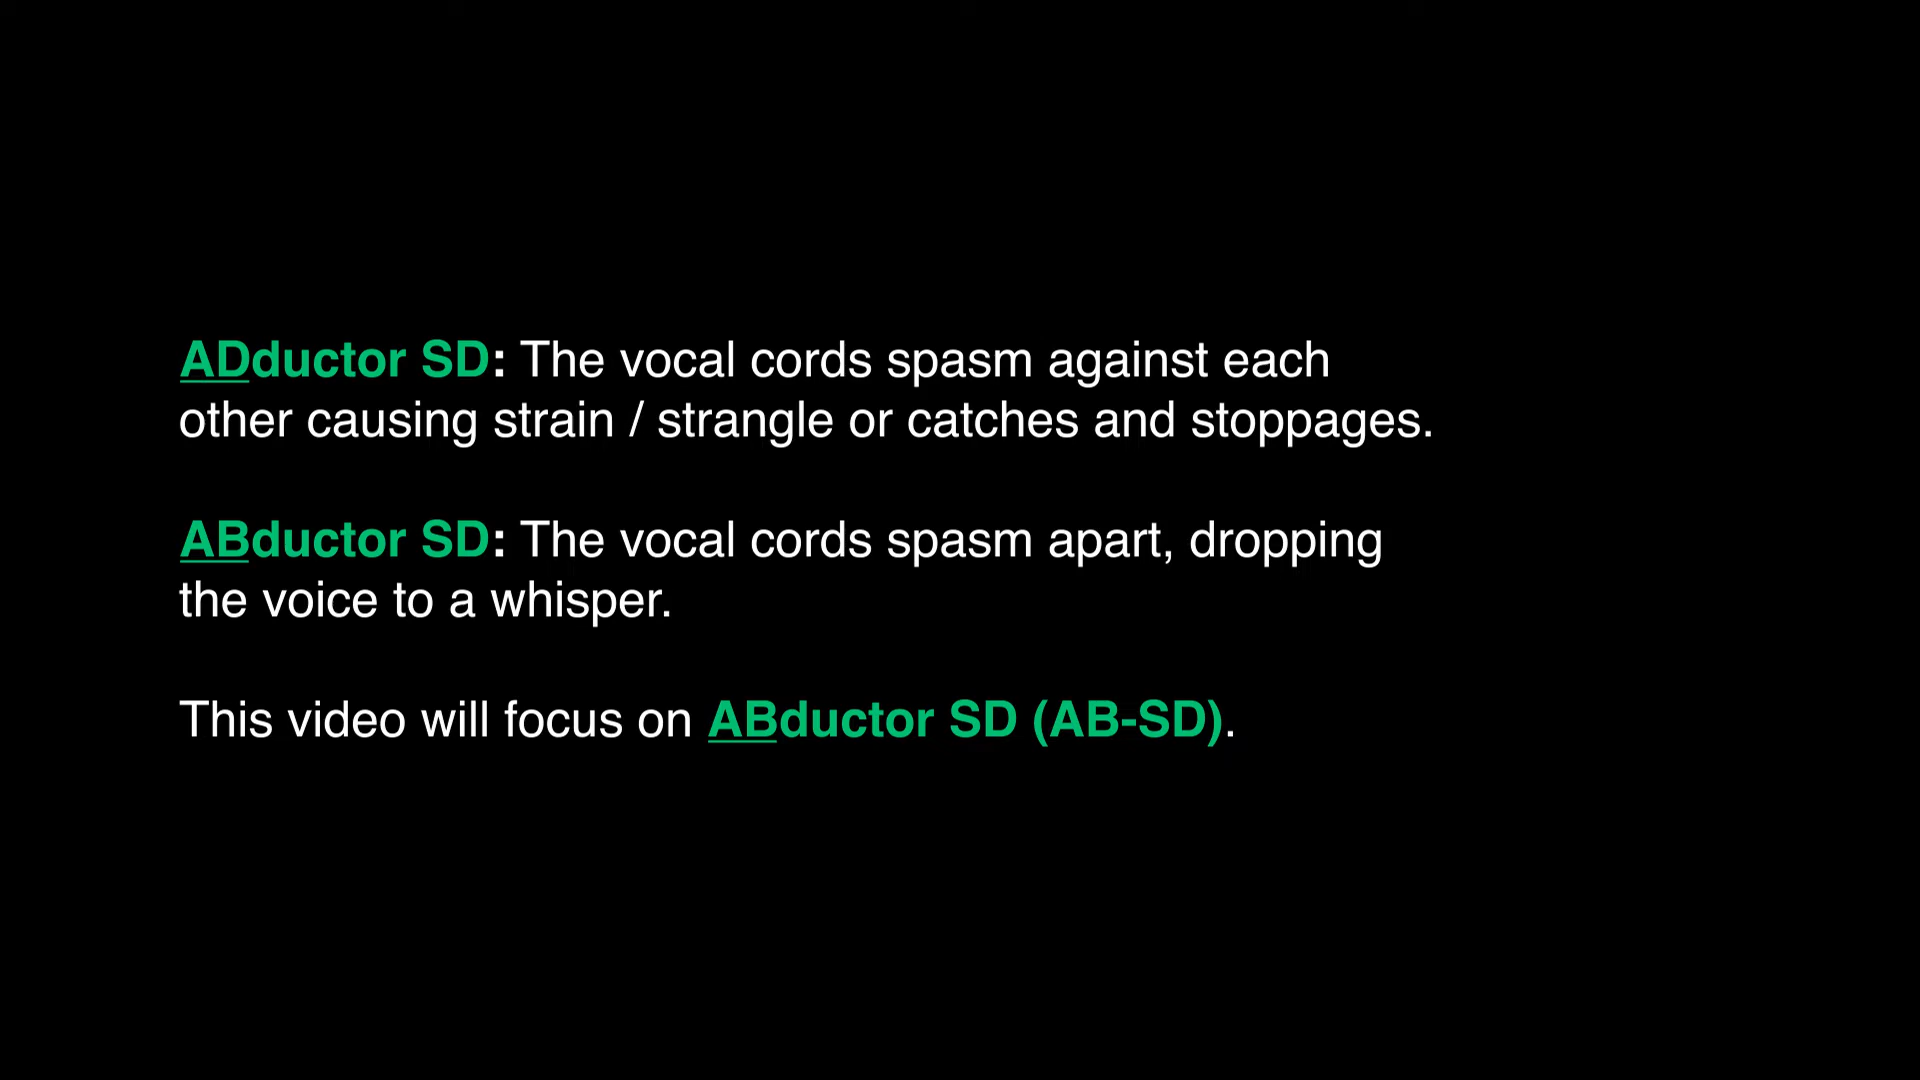 ADductor SD: The vocal cords spasm against each
other causing strain / strangle or catches and stoppages.
ABductor SD: The vocal cords spasm apart, dropping
the voice to a whisper.
This video will focus on ABductor SD (AB-SD).